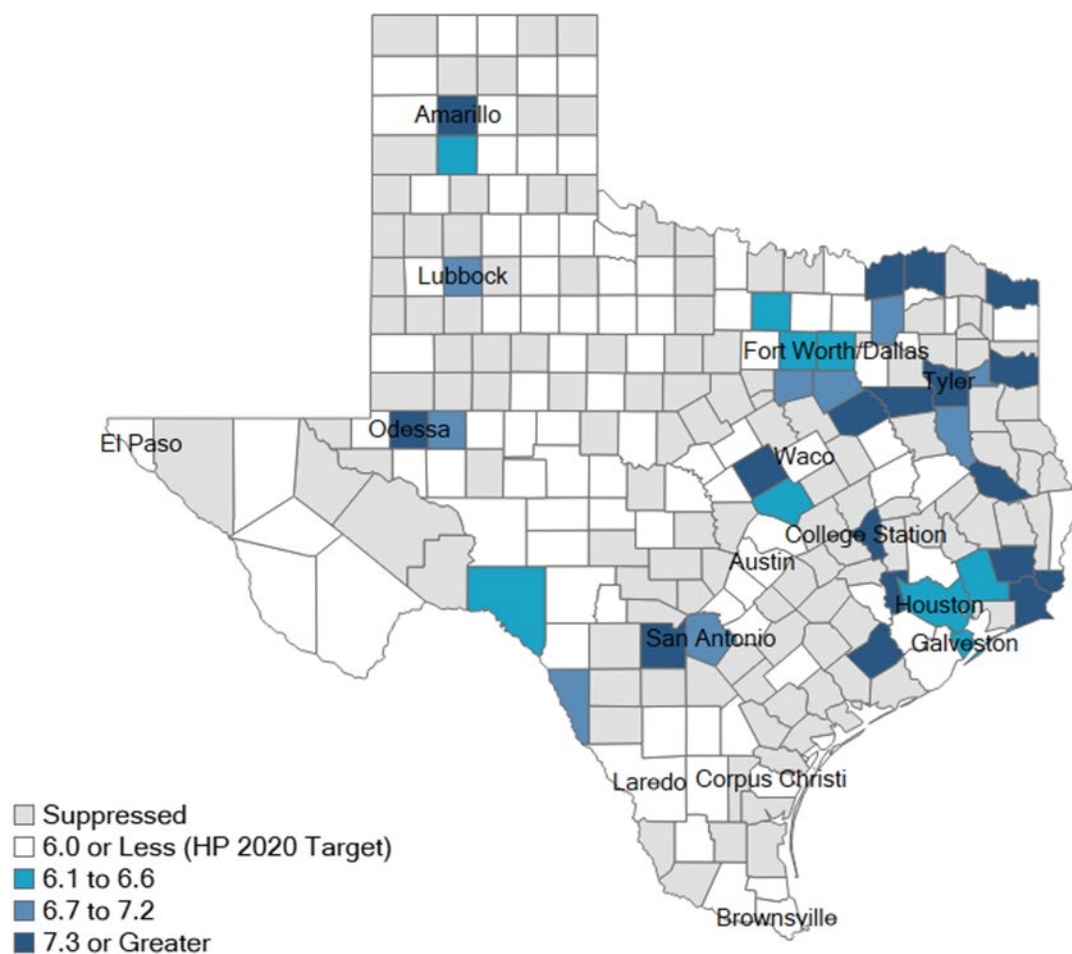 Amarillo
Lubbock
Fort Worth/Dallas
Tyler
Odessa
El Paso
Waco
College Station
Austin
Houston
San Antonio
Galveston
Laredo
Corpus Christi
Brownsville
Suppressed
6.0 or Less (HP 2020 Target)
6.1 to 6.6
6.7 to 7.2
7.3 or Greater